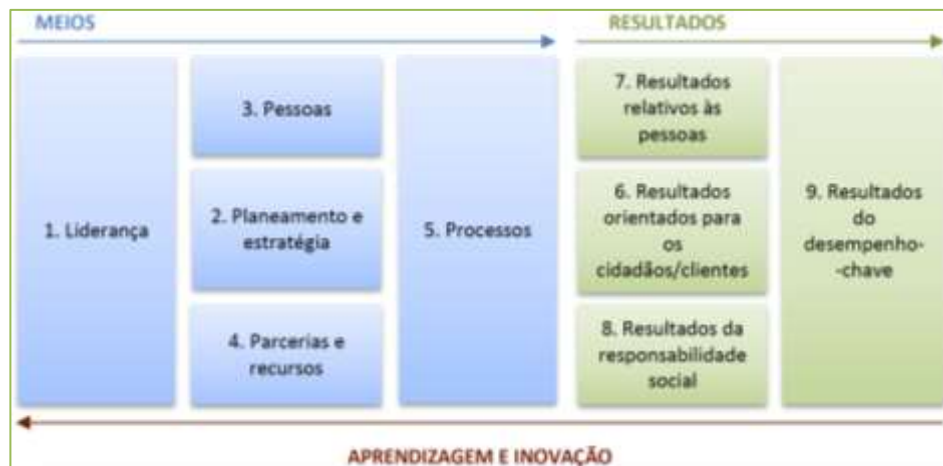 MEIOS
RESULTADOS
1. Liderança
3. Pessoas
2. Planeamento e
estratégia
4. Parcerias e
recursos
5. Processos
7. Resultados
relativos às
pessoas
6. Resultados
orientados para
os
cidadãos/clientes
8. Resultados da
responsabilidade
social
9. Resultados
do
desempenho-
-chave
APRENDIZAGEM E INOVAÇÃO